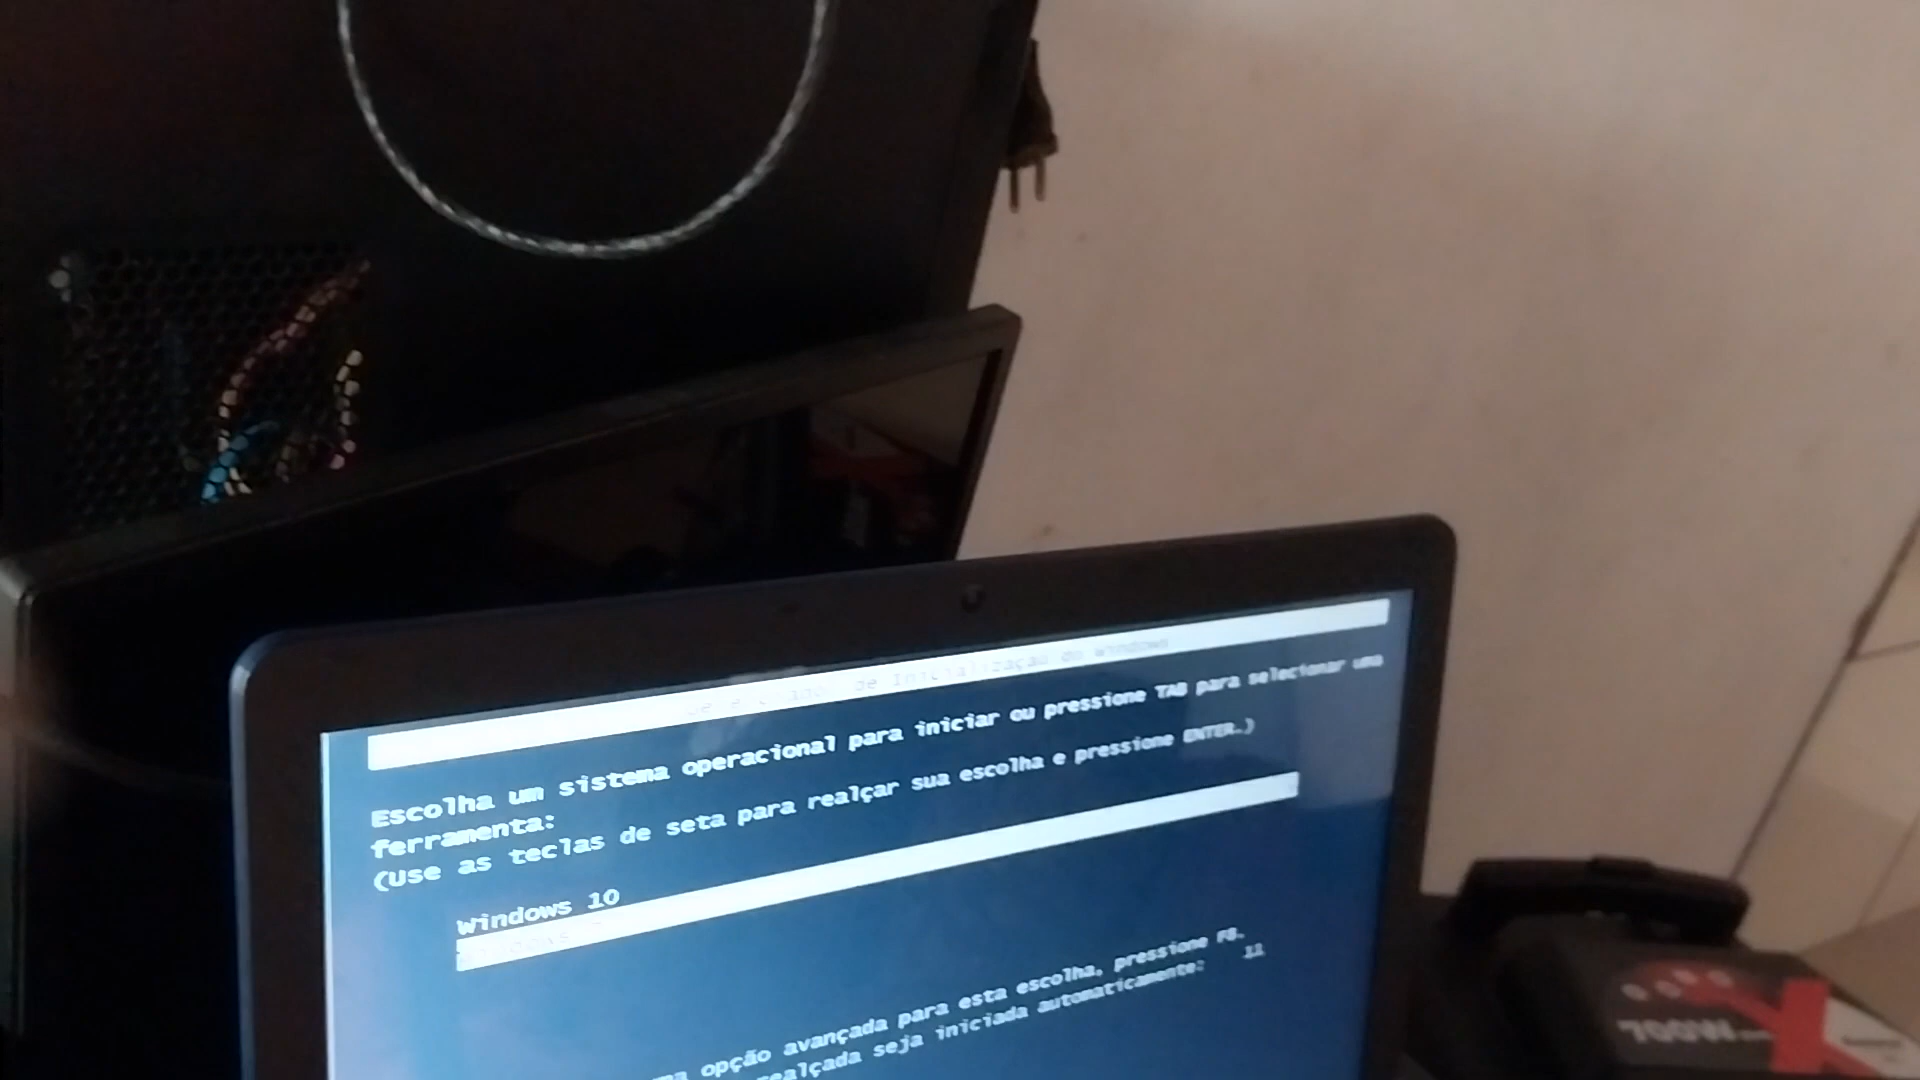 de Inicialização do Windows
Escolha um sistema operacional para iniciar ou pressione TAB para selecionar uma
ferramenta:
(Use as teclas de seta para realçar sua escolha e pressione ENTER.)
Windows 10
opção avançada para esta escolha, pressione F8.
realçada seja iniciada automaticamente: 11
700W